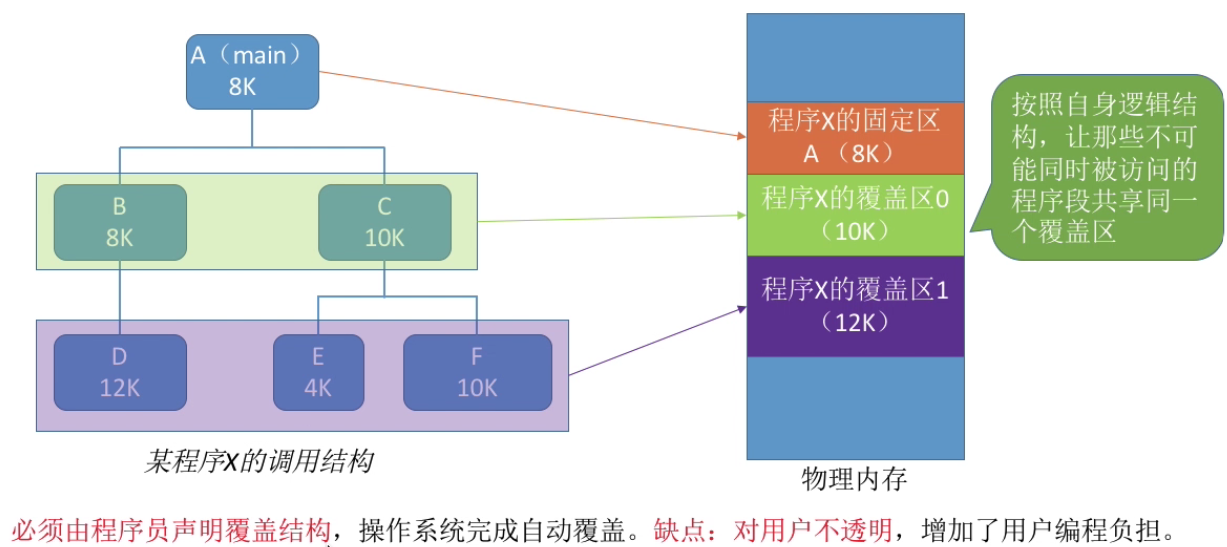 A（main）
8K
B
8K
C
10K
D
12K
E
4K
F
10K
某程序X的调用结构
程序X的固定区
A （8K）
程序X的覆盖区0
（10K）
程序X的覆盖区1
（12K）
物理内存
按照自身逻辑结
构，让那些不可
能同时被访问的
程序段共享同一
个覆盖区
必须由程序员声明覆盖结构，操作系统完成自动覆盖。缺点：对用户不透明，增加了用户编程负担。